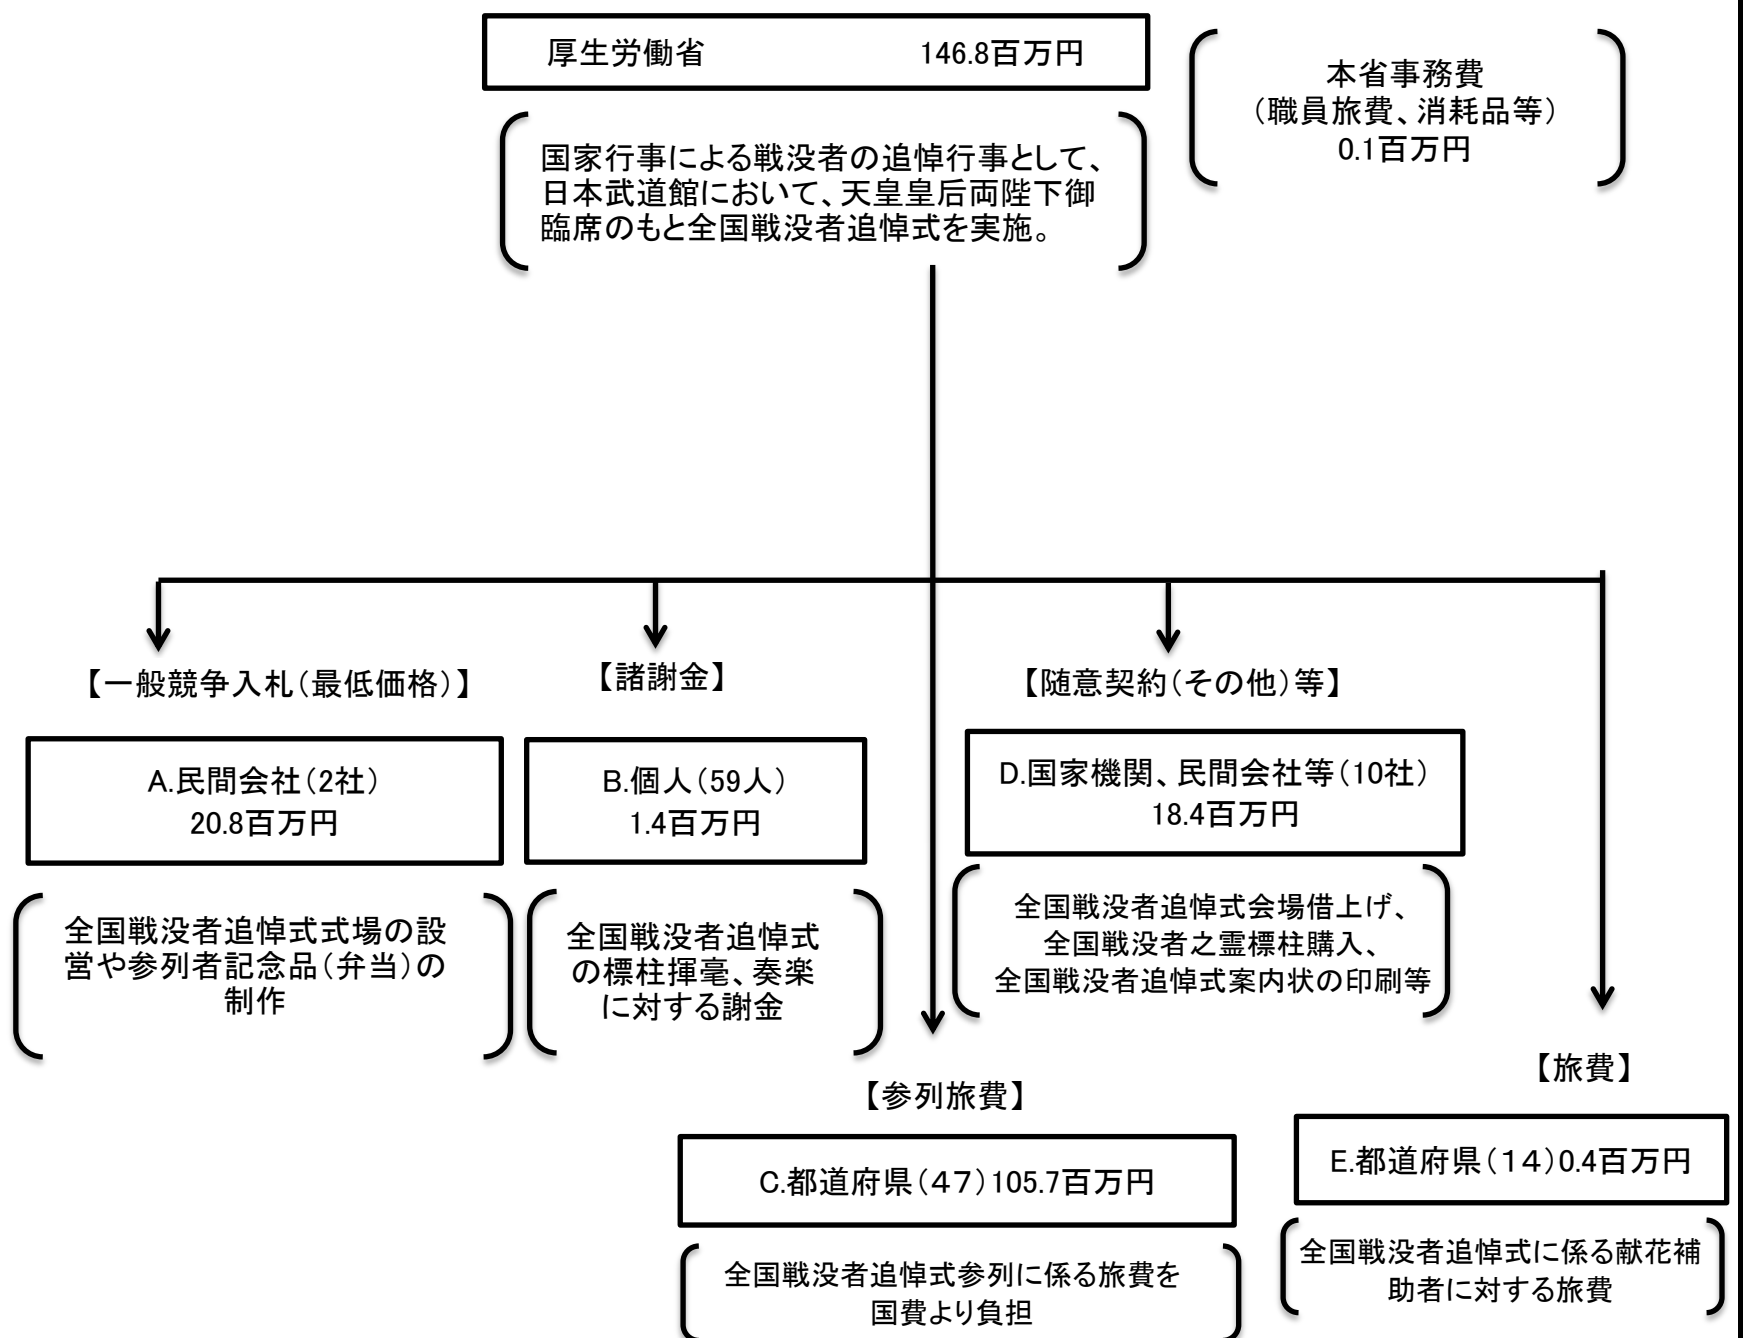 厚生労働省 146.8百万円
本省事務費
（職員旅費、消耗品等）
0.1百万円
国家行事による戦没者の追悼行事として、
日本武道館において、天皇皇后両陛下御
臨席のもと全国戦没者追悼式を実施。
【一般競争入札（最低価格）】
A.民間会社（2社）
20.8百万円
全国戦没者追悼式式場の設
営や参列者記念品（弁当）の
制作
【諸謝金】
B.個人（59人）
1.4百万円
全国戦没者追悼式
の標柱揮毫、奏楽
に対する謝金
【随意契約（その他）等】
D.国家機関、民間会社等（10社）
18.4百万円
全国戦没者追悼式会場借上げ、
全国戦没者之霊標柱購入、
全国戦没者追悼式案内状の印刷等
【参列旅費】
C.都道府県（４７）105.7百万円
全国戦没者追悼式参列に係る旅費を
国費より負担
【旅費】
E.都道府県（１４）0.4百万円
全国戦没者追悼式に係る献花補
助者に対する旅費